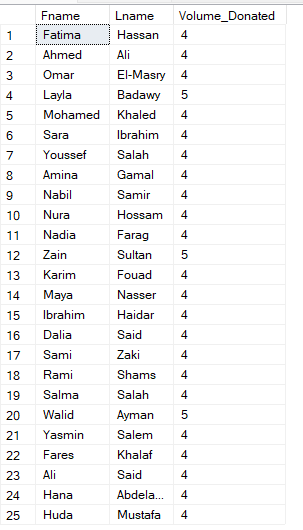 Fname Lname Volume_Donated
1 Fatima Hassan 4
2 Ahmed Ali 4
3 Omar El-Masry 4
4 Layla Badawy 5
5 Mohamed Khaled 4
6 Sara Ibrahim 4
7 Youssef Salah 4
8 Amina Gamal 4
9 Nabil Samir 4
10 Nura Hossam 4
11 Nadia Farag 4
12 Zain Sultan 5
13 Karim Fouad 4
14 Maya Nasser 4
15 Ibrahim Haidar 4
16 Dalia Said 4
17 Sami Zaki 4
18 Rami Shams 4
19 Salma Salah 4
20 Walid Ayman 5
21 Yasmin Salem 4
22 Fares Khalaf 4
23 Ali Said 4
24 Hana Abdela... 4
25 Huda Mustafa 4